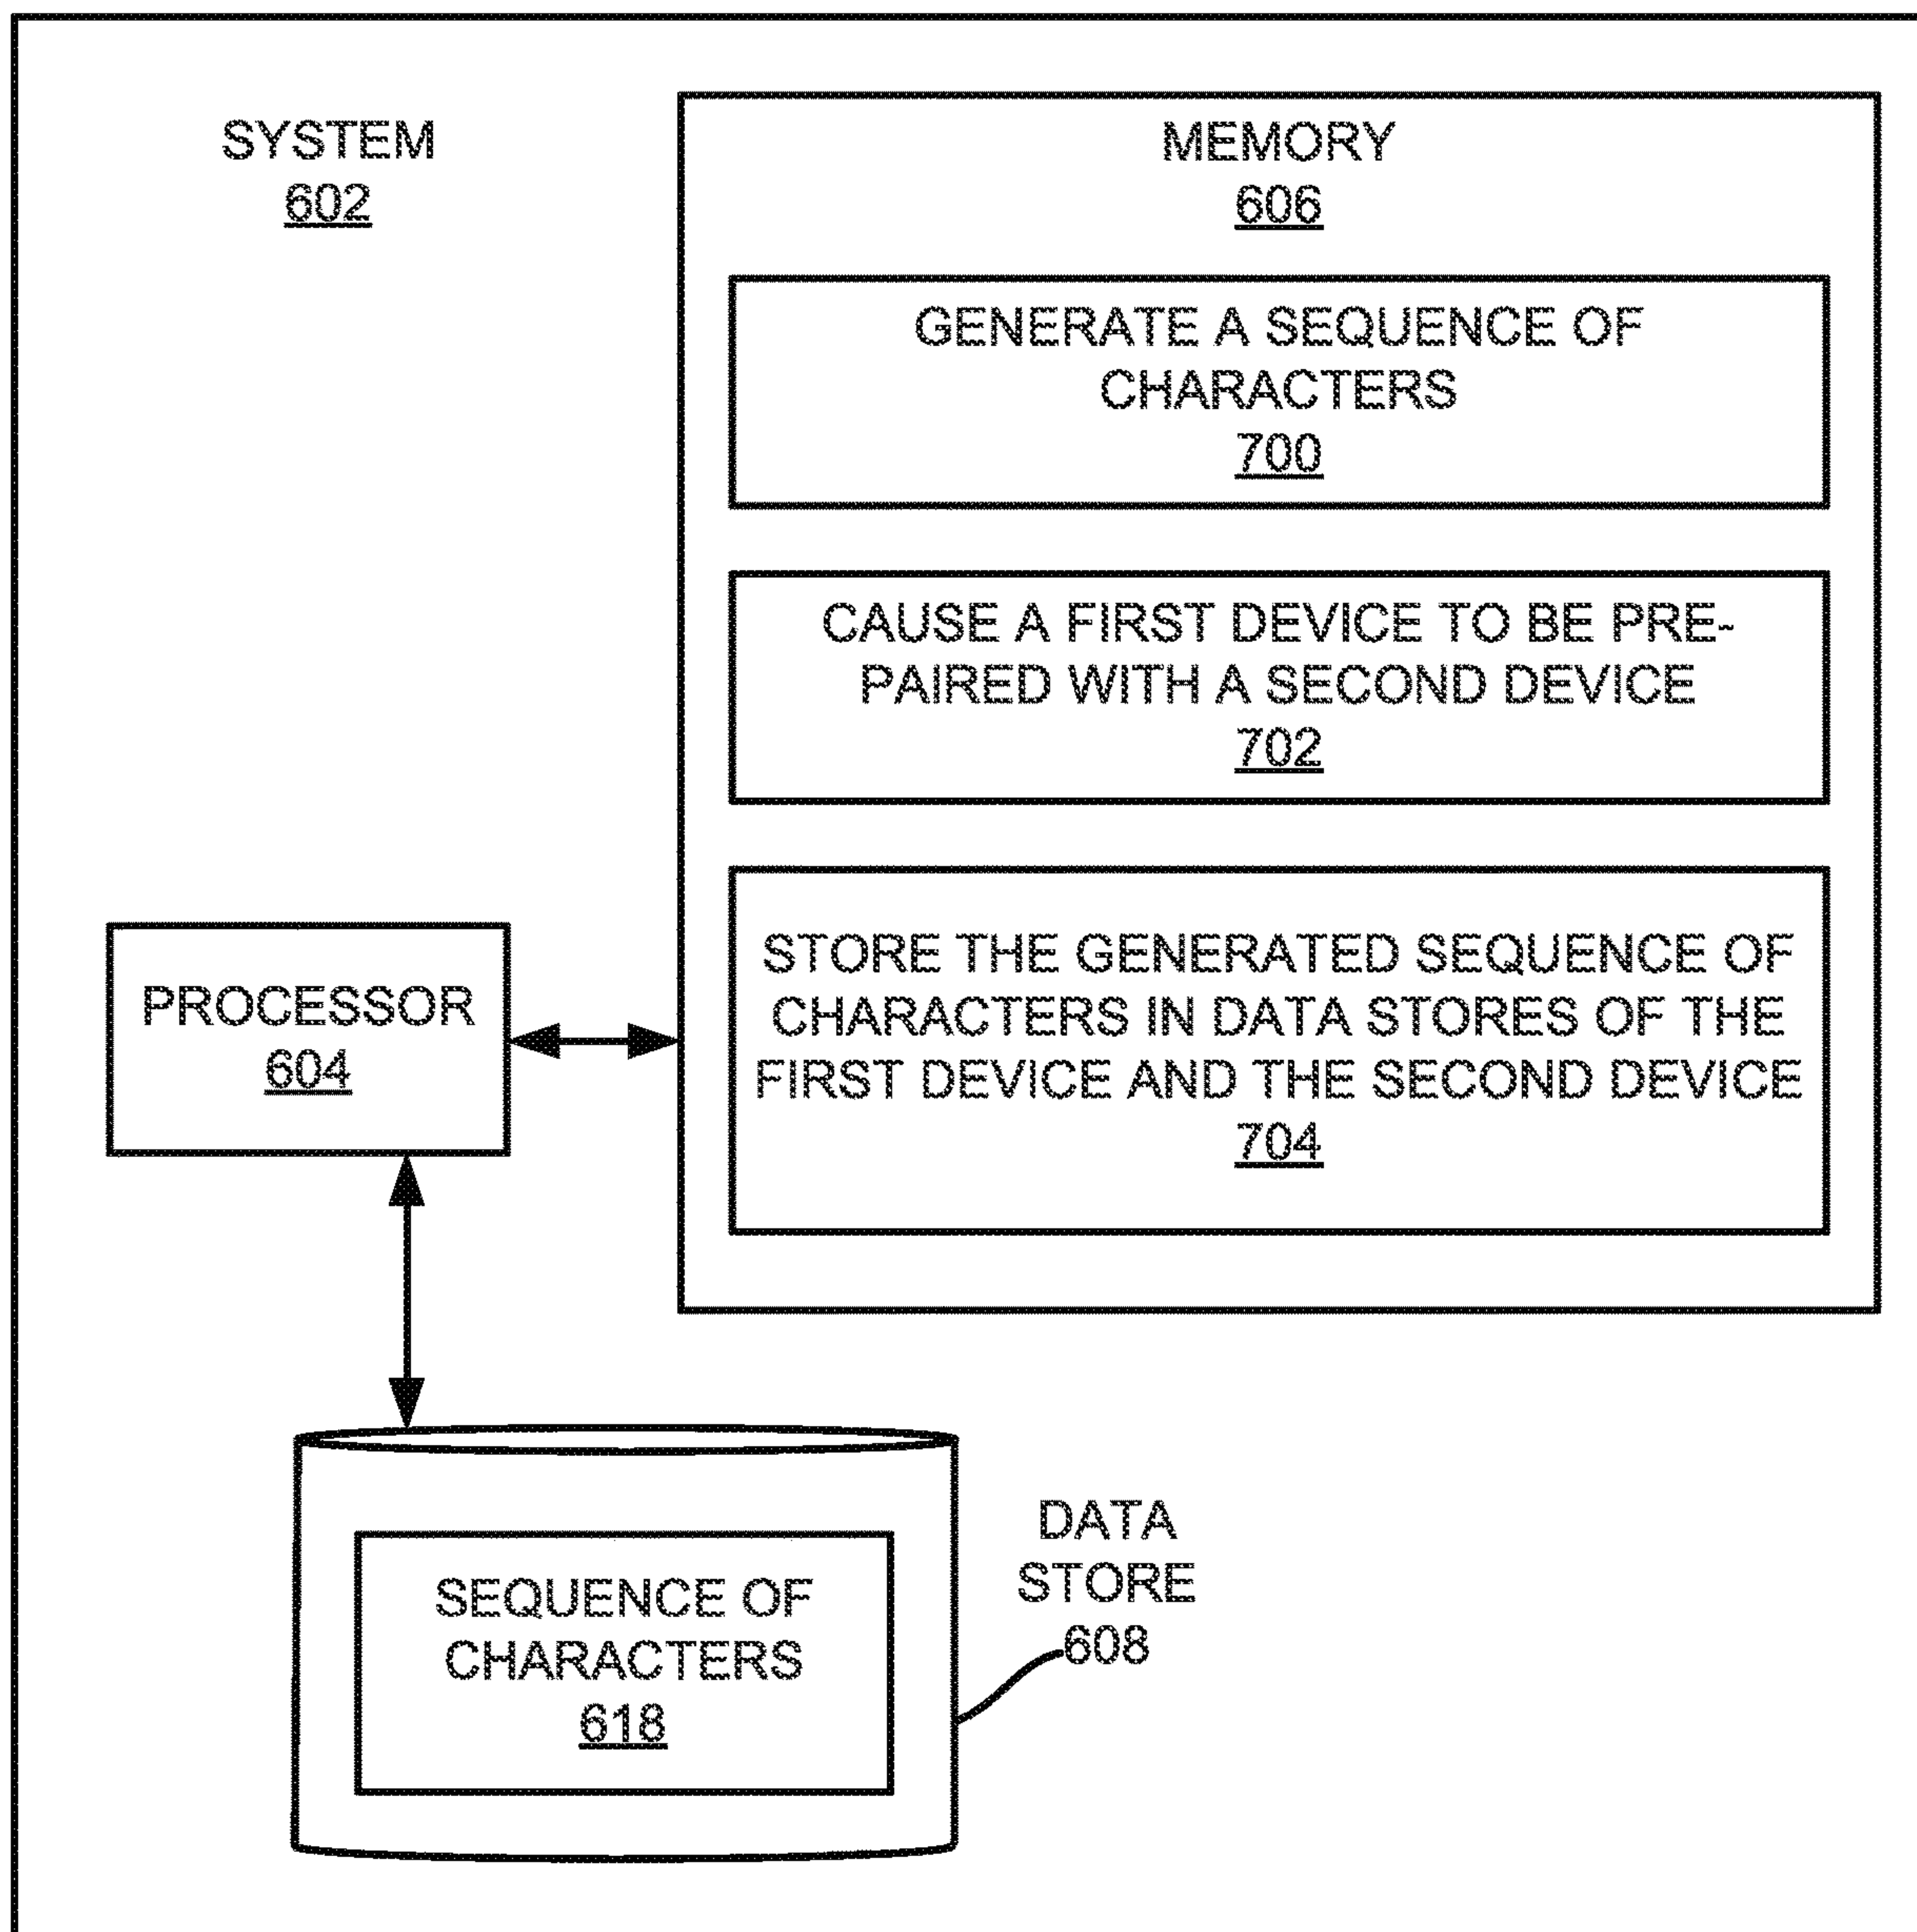 SYSTEM
602
MEMORY
606
GENERATE A SEQUENCE OF
CHARACTERS
700
CAUSE A FIRST DEVICE TO BE PRE-
PAIRED WITH A SECOND DEVICE
702
STORE THE GENERATED SEQUENCE OF
CHARACTERS IN DATA STORES OF THE
FIRST DEVICE AND THE SECOND DEVICE
704
PROCESSOR
604
SEQUENCE OF
CHARACTERS
618
DATA
STORE
608